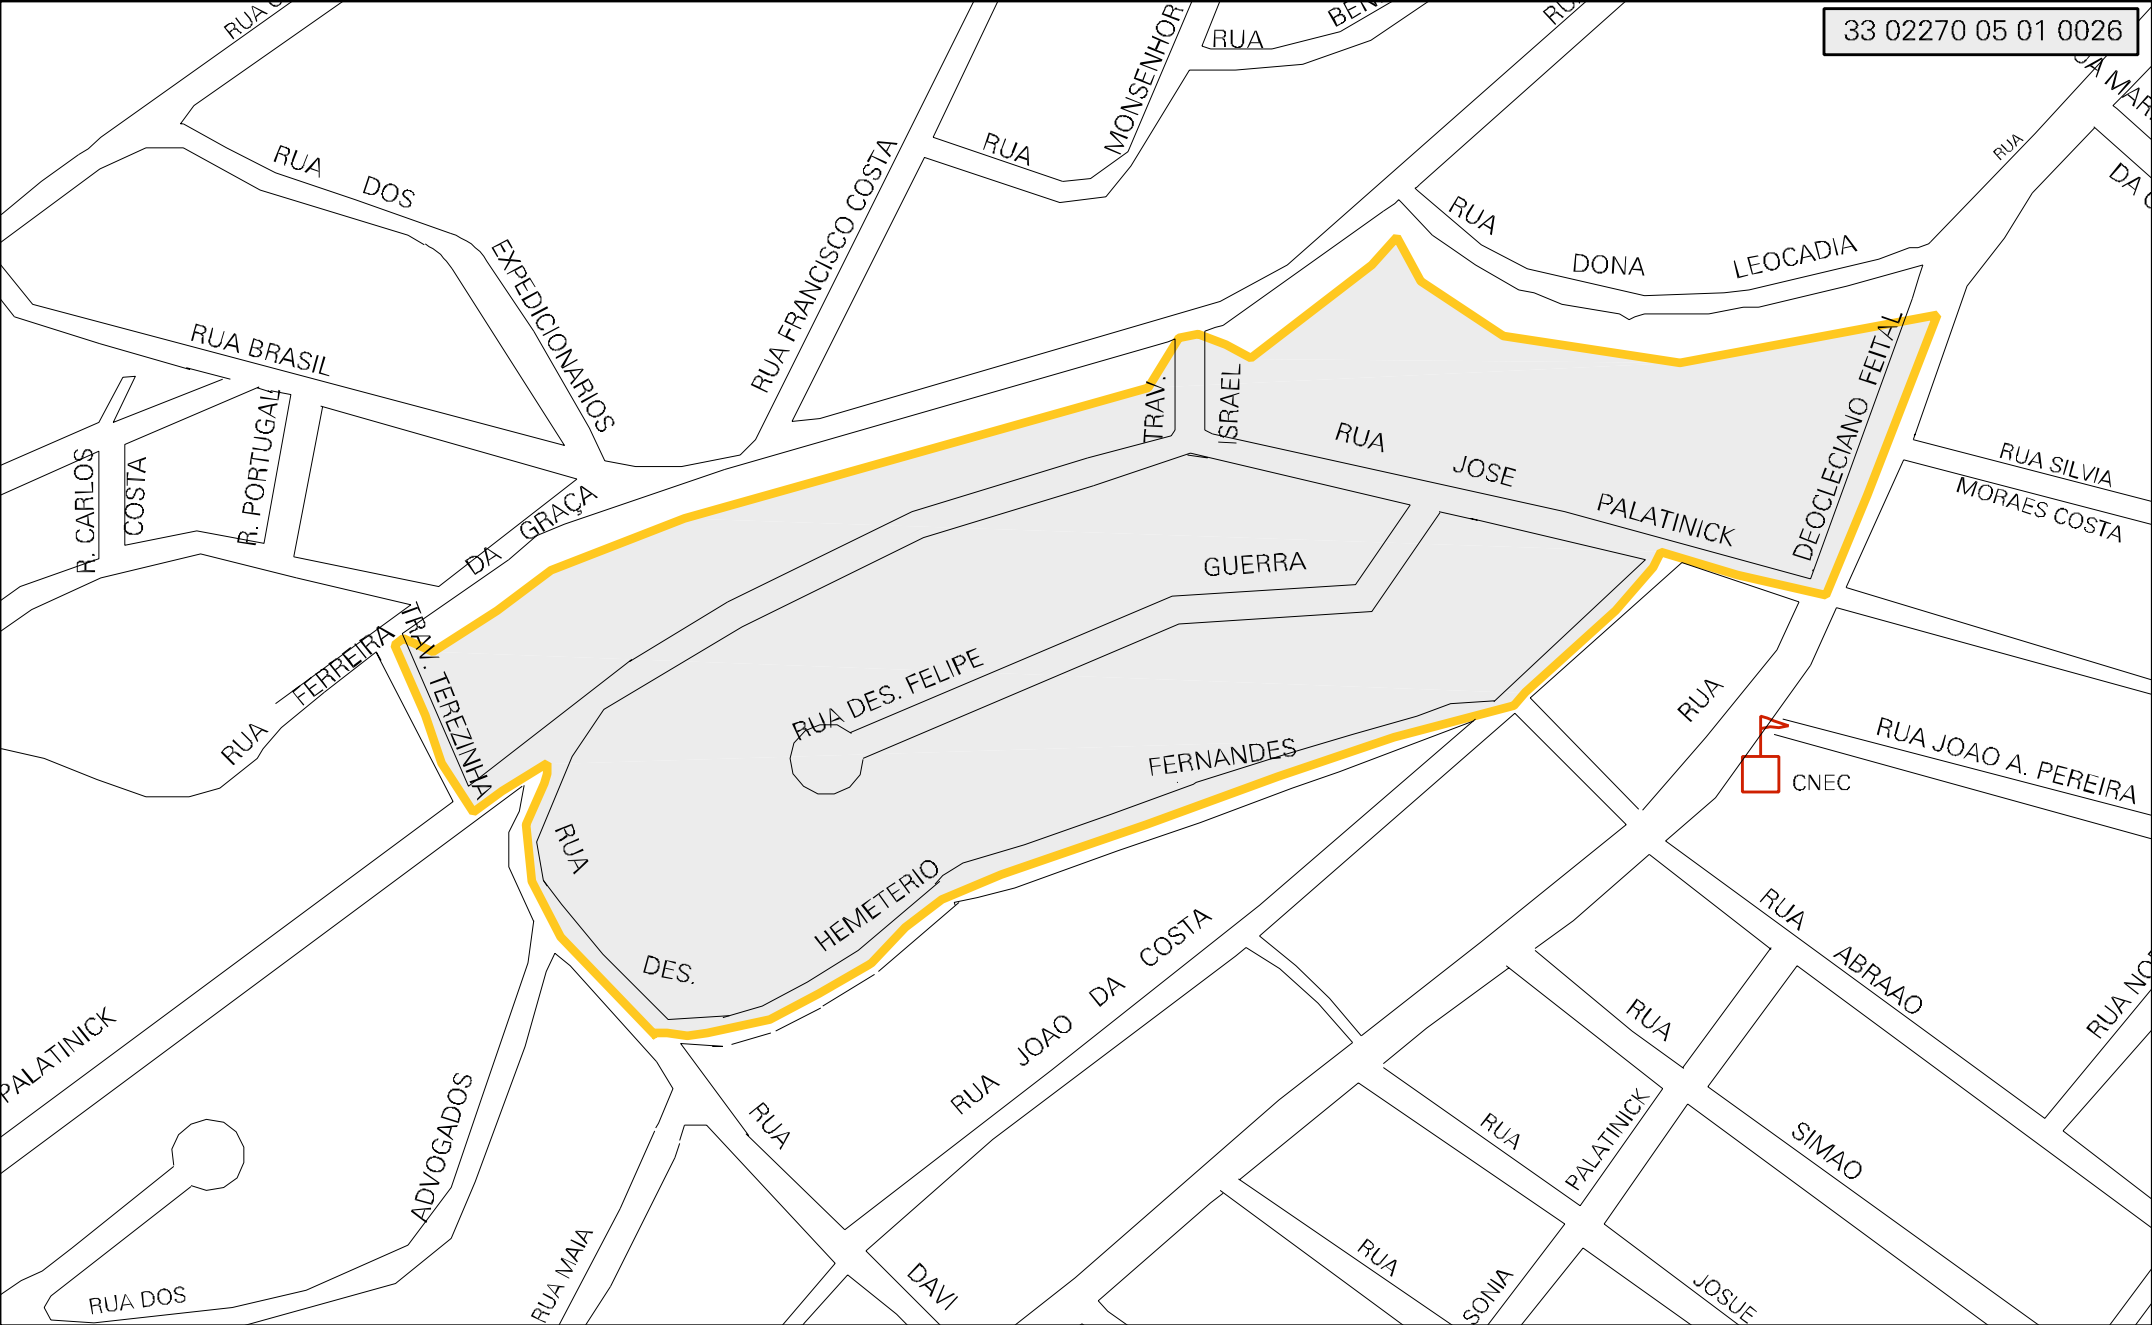 33 02270 05 01 0026
RUA
BEN
RUA MONSENHOR
RUA DOS EXPEDICIONARIOS
RUA FRANCISCO COSTA
RUA DONA LEOCADIA
RUA
DA
RUA BRASIL
R. CARLOS COSTA
R. PORTUGAL
TRAV. ISRAEL
RUA JOSE PALATINICK
DEOCLECIANO FEITAL
RUA SILVIA
MORAES COSTA
RUA FERREIRA DA GRAÇA
TRAV. TEREZINHA
RUA DES. FELIPE GUERRA
RUA DES. HEMETERIO FERNANDES
RUA
CNEC
RUA JOAO A. PEREIRA
RUA JOAO DA COSTA
RUA ABRAAO
PALATINICK
RUA SIMAO
PALATINICK
RUA JOSUE
RUA SONIA
RUA DOS ADVOGADOS
RUA MAIA
RUA DAVI
RUA